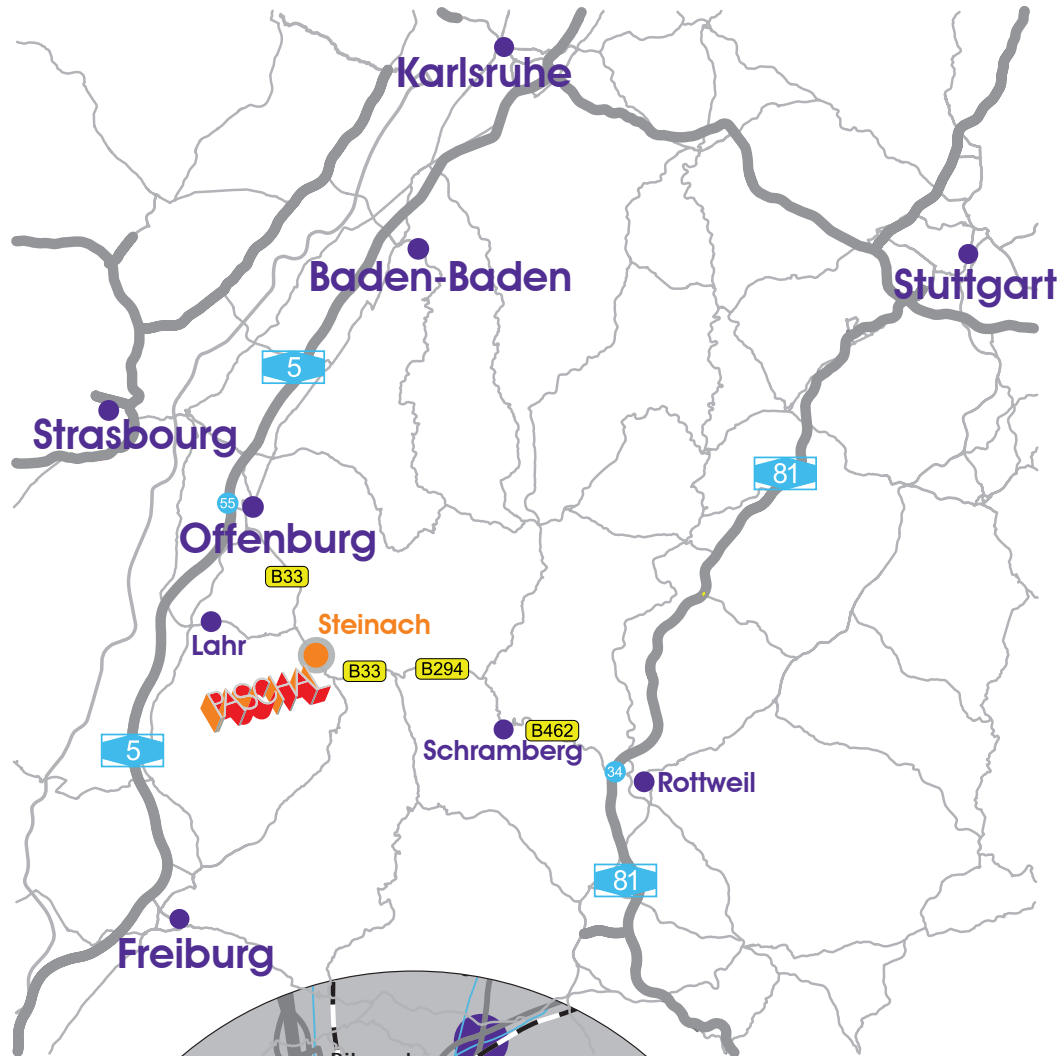 Karlsruhe
Baden-Baden
Stuttgart
5
Strasbourg
81
55
Offenburg
B33
Steinach
Lahr
B33
B294
PASCHAL
B462
Schramberg
5
34
Rottweil
81
Freiburg